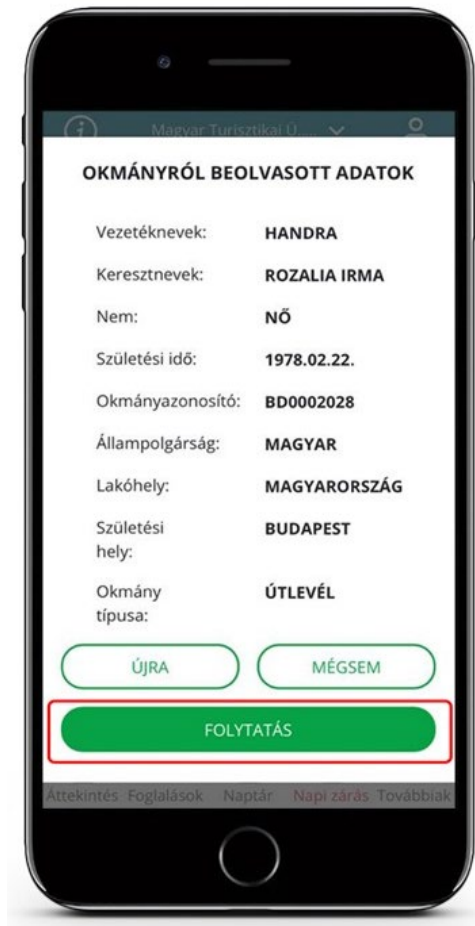 Magyar Turisztikai Ü....
OKMÁNYRÓL BEOLVASOTT ADATOK
Vezetéknevek: HANDRA
Keresztnevek: ROZALIA IRMA
Nem: NŐ
Születési idő: 1978.02.22.
Okmányazonosító: BD0002028
Állampolgárság: MAGYAR
Lakóhely: MAGYARORSZÁG
Születési BUDAPEST
hely:
Okmány ÚTLEVÉL
típusa:
ÚJRA MÉGSEM
FOLYTATÁS
Áttekintés Foglalások Naptár Napi zárás Továbbiak